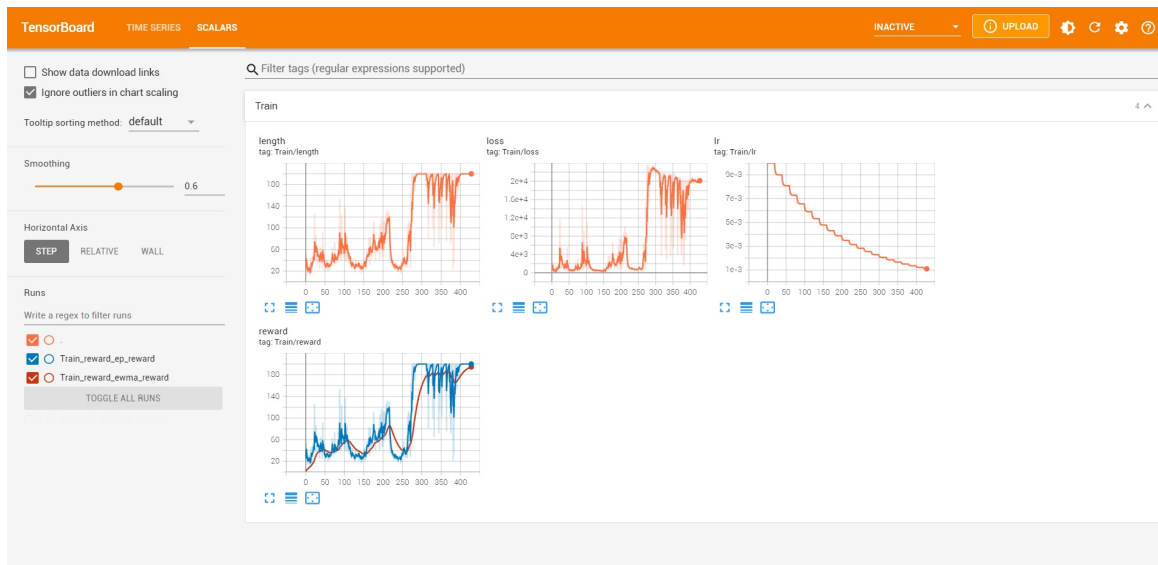 TensorBoard TIME SERIES SCALARS INACTIVE UPLOAD
Show data download links
Ignore outliers in chart scaling
Tooltip sorting method: default
Smoothing
0.6
Horizontal Axis
STEP RELATIVE WALL
Runs
Write a regex to filter runs
.
Train_reward_ep_reward
Train_reward_ewma_reward
TOGGLE ALL RUNS
Filter tags (regular expressions supported)
Train 4
length
tag: Train/length
140
100
60
20
0 50 100 150 200 250 300 350 400
loss
tag: Train/loss
2e+4
1.6e+4
1.2e+4
4e+3
0
0 50 100 150 200 250 300 350 400
lr
tag: Train/lr
9e-3
7e-3
5e-3
3e-3
1e-3
0 50 100 150 200 250 300 350 400
reward
tag: Train/reward
180
140
100
60
20
0 50 100 150 200 250 300 350 400